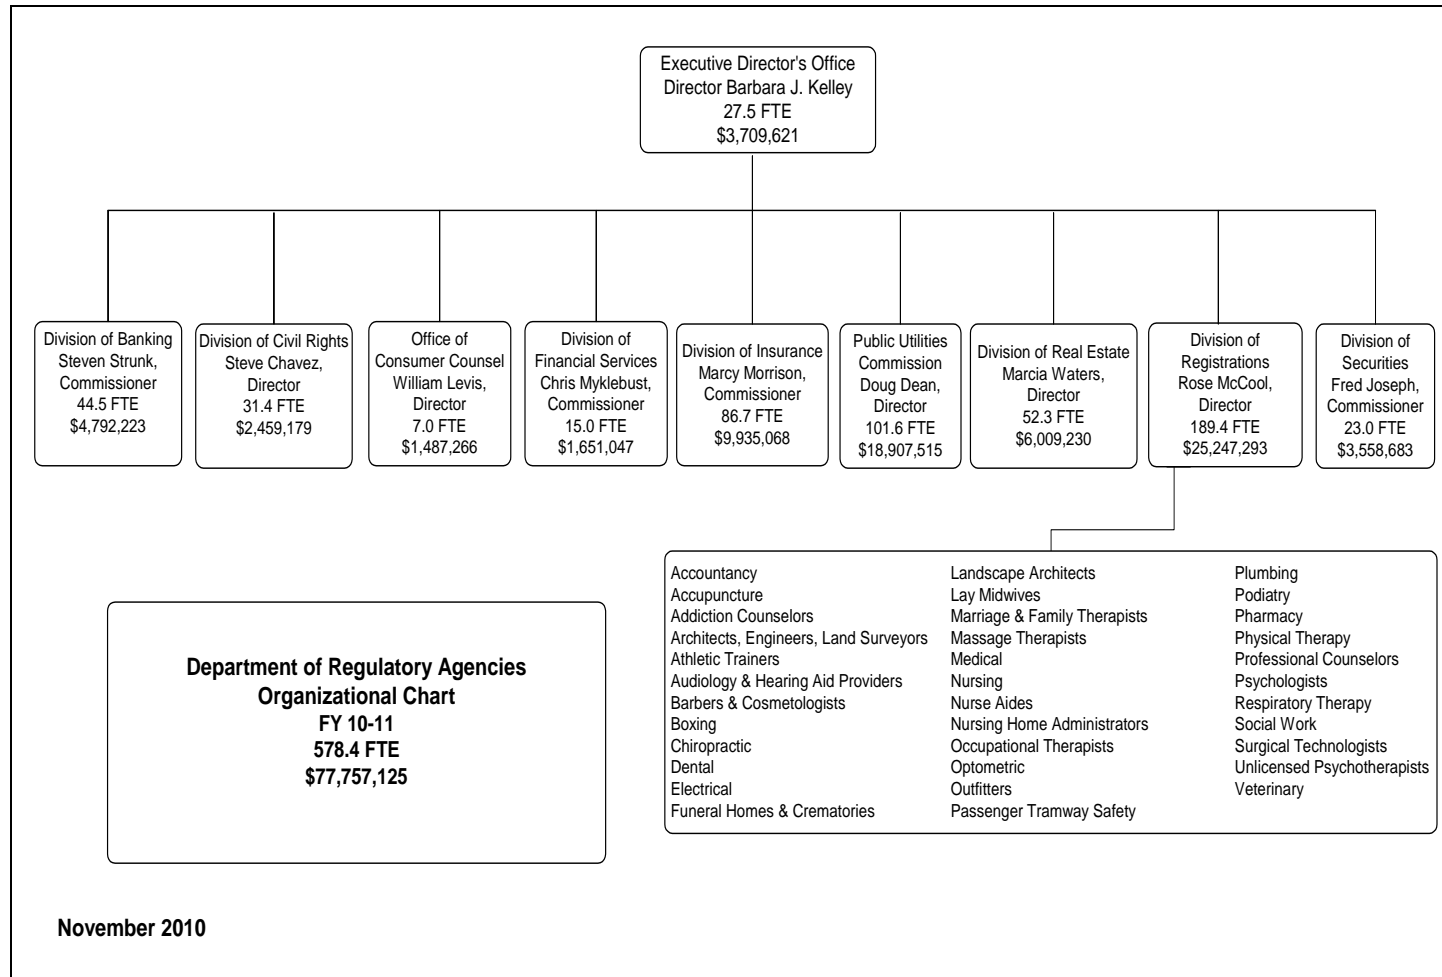 Executive Director's Office
Director Barbara J. Kelley
27.5 FTE
$3,709,621
Division of Banking
Steven Strunk,
Commissioner
44.5 FTE
$4,792,223
Division of Civil Rights
Steve Chavez,
Director
31.4 FTE
$2,459,179
Office of
Consumer Counsel
William Levis,
Director
7.0 FTE
$1,487,266
Division of
Financial Services
Chris Myklebust,
Commissioner
15.0 FTE
$1,651,047
Division of Insurance
Marcy Morrison,
Commissioner
86.7 FTE
$9,935,068
Public Utilities
Commission
Doug Dean,
Director
101.6 FTE
$18,907,515
Division of Real Estate
Marcia Waters,
Director
52.3 FTE
$6,009,230
Division of
Registrations
Rose McCool,
Director
189.4 FTE
$25,247,293
Division of
Securities
Fred Joseph,
Commissioner
23.0 FTE
$3,558,683
Accountancy
Accupuncture
Addiction Counselors
Architects, Engineers, Land Surveyors
Athletic Trainers
Audiology & Hearing Aid Providers
Barbers & Cosmetologists
Boxing
Chiropractic
Dental
Electrical
Funeral Homes & Crematories
Landscape Architects
Lay Midwives
Marriage & Family Therapists
Massage Therapists
Medical
Nursing
Nurse Aides
Nursing Home Administrators
Occupational Therapists
Optometric
Outfitters
Passenger Tramway Safety
Plumbing
Podiatry
Pharmacy
Physical Therapy
Professional Counselors
Psychologists
Respiratory Therapy
Social Work
Surgical Technologists
Unlicensed Psychotherapists
Veterinary
Department of Regulatory Agencies
Organizational Chart
FY 10-11
578.4 FTE
$77,757,125
November 2010